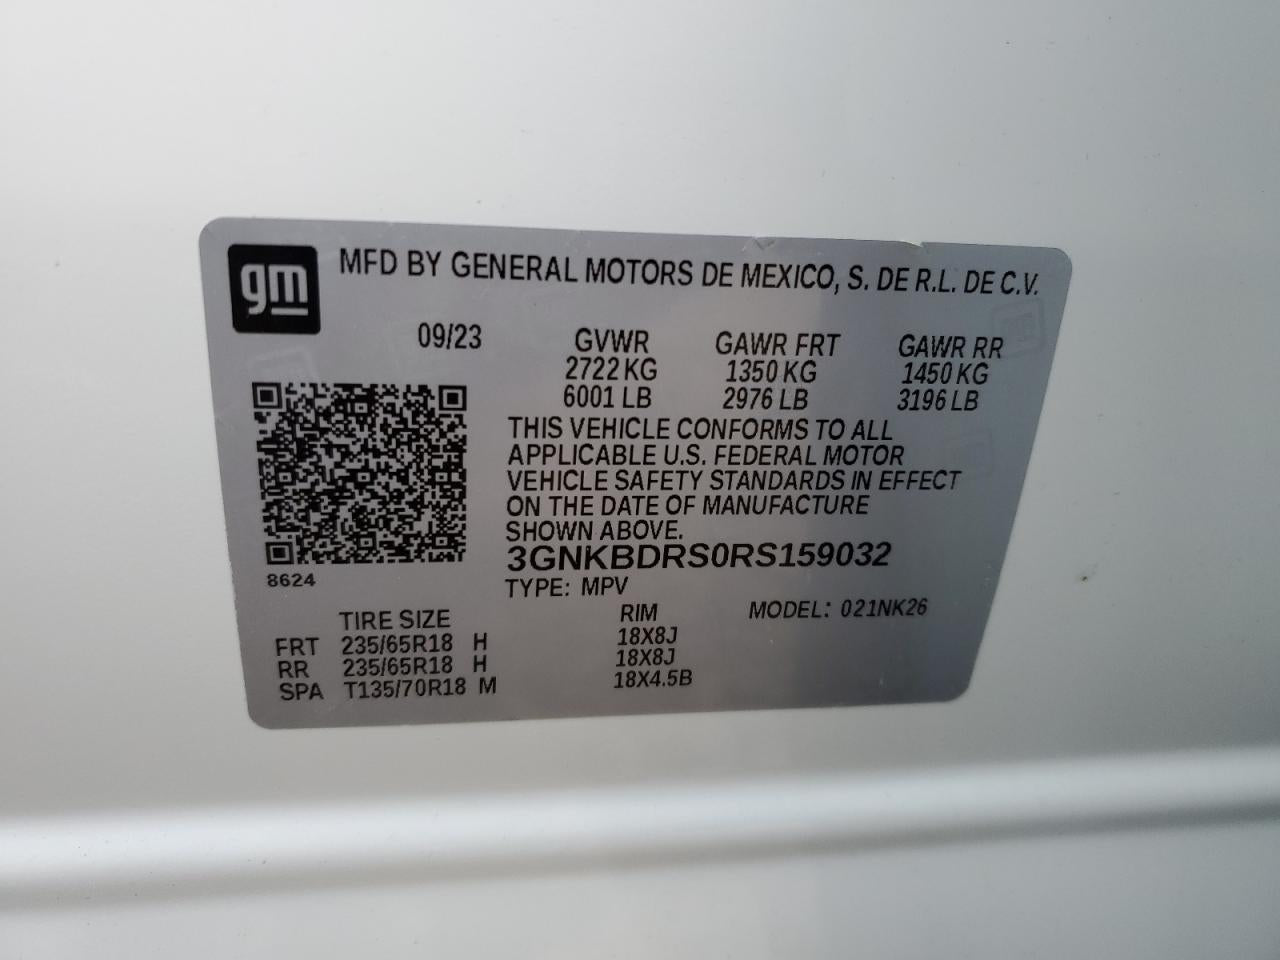 gm
MFD BY GENERAL MOTORS DE MEXICO, S. DE R.L. DE C.V.
09/23 GVWR GAWR FRT GAWR RR
2722 KG 1350 KG 1450 KG
6001 LB 2976 LB 3196 LB
THIS VEHICLE CONFORMS TO ALL
APPLICABLE U.S. FEDERAL MOTOR
VEHICLE SAFETY STANDARDS IN EFFECT
ON THE DATE OF MANUFACTURE
SHOWN ABOVE.
3GNKBDRS0RS159032
8624
TYPE: MPV
TIRE SIZE RIM MODEL: 021NK26
FRT 235/65R18 H 18X8J
RR 235/65R18 H 18X8J
SPA T135/70R18 M 18X4.5B